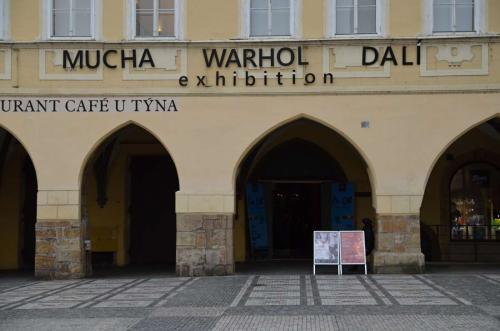 MUCHA WARHOL DALÍ
exhibition
URANT CAFÉ U TÝNA